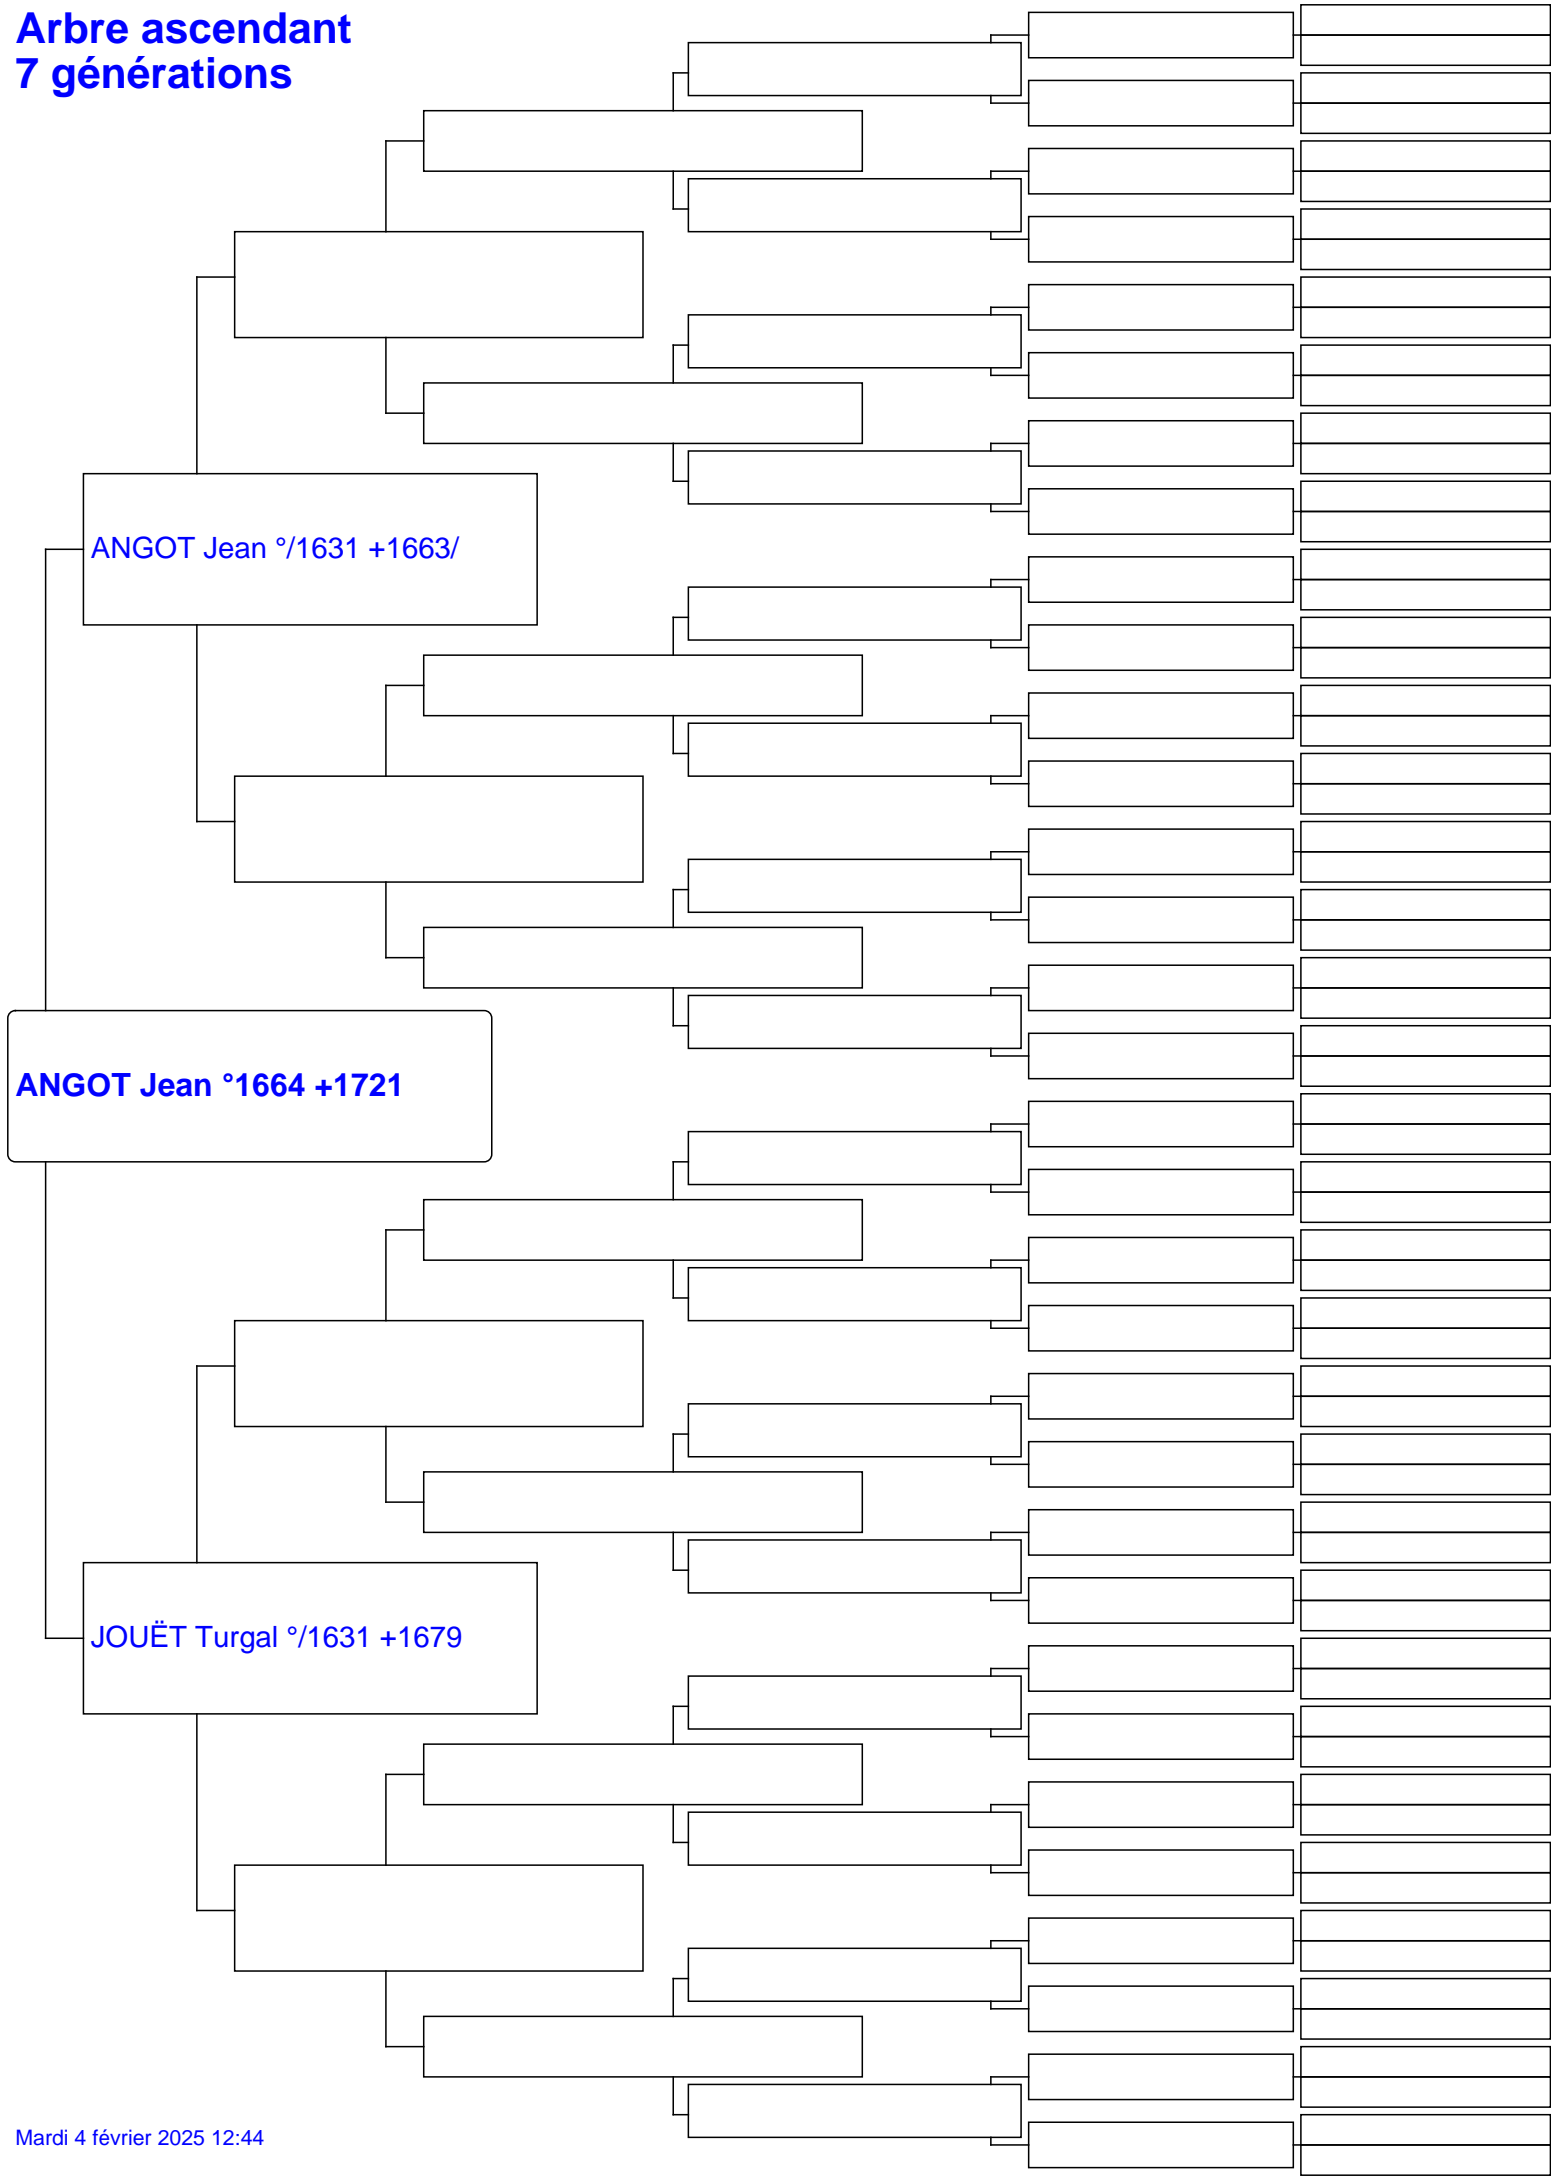 Arbre ascendant
7 générations
ANGOT Jean °/1631 +1663/
ANGOT Jean °1664 +1721
JOUËT Turgal °/1631 +1679
Mardi 4 février 2025 12:44